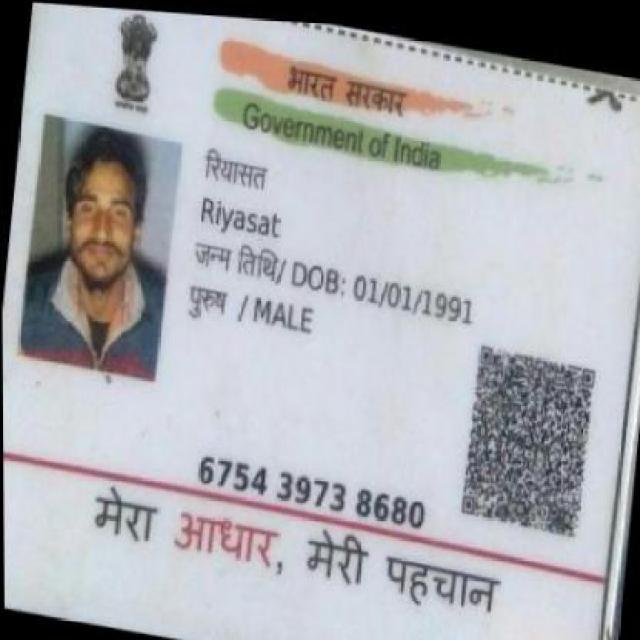 भारत सरकार
Government of India
रियासत
Riyasat
जन्म तिथि/ DOB: 01/01/1991
पुरुष / MALE
6754 3973 8680
मेरा आधार, मेरी पहचान